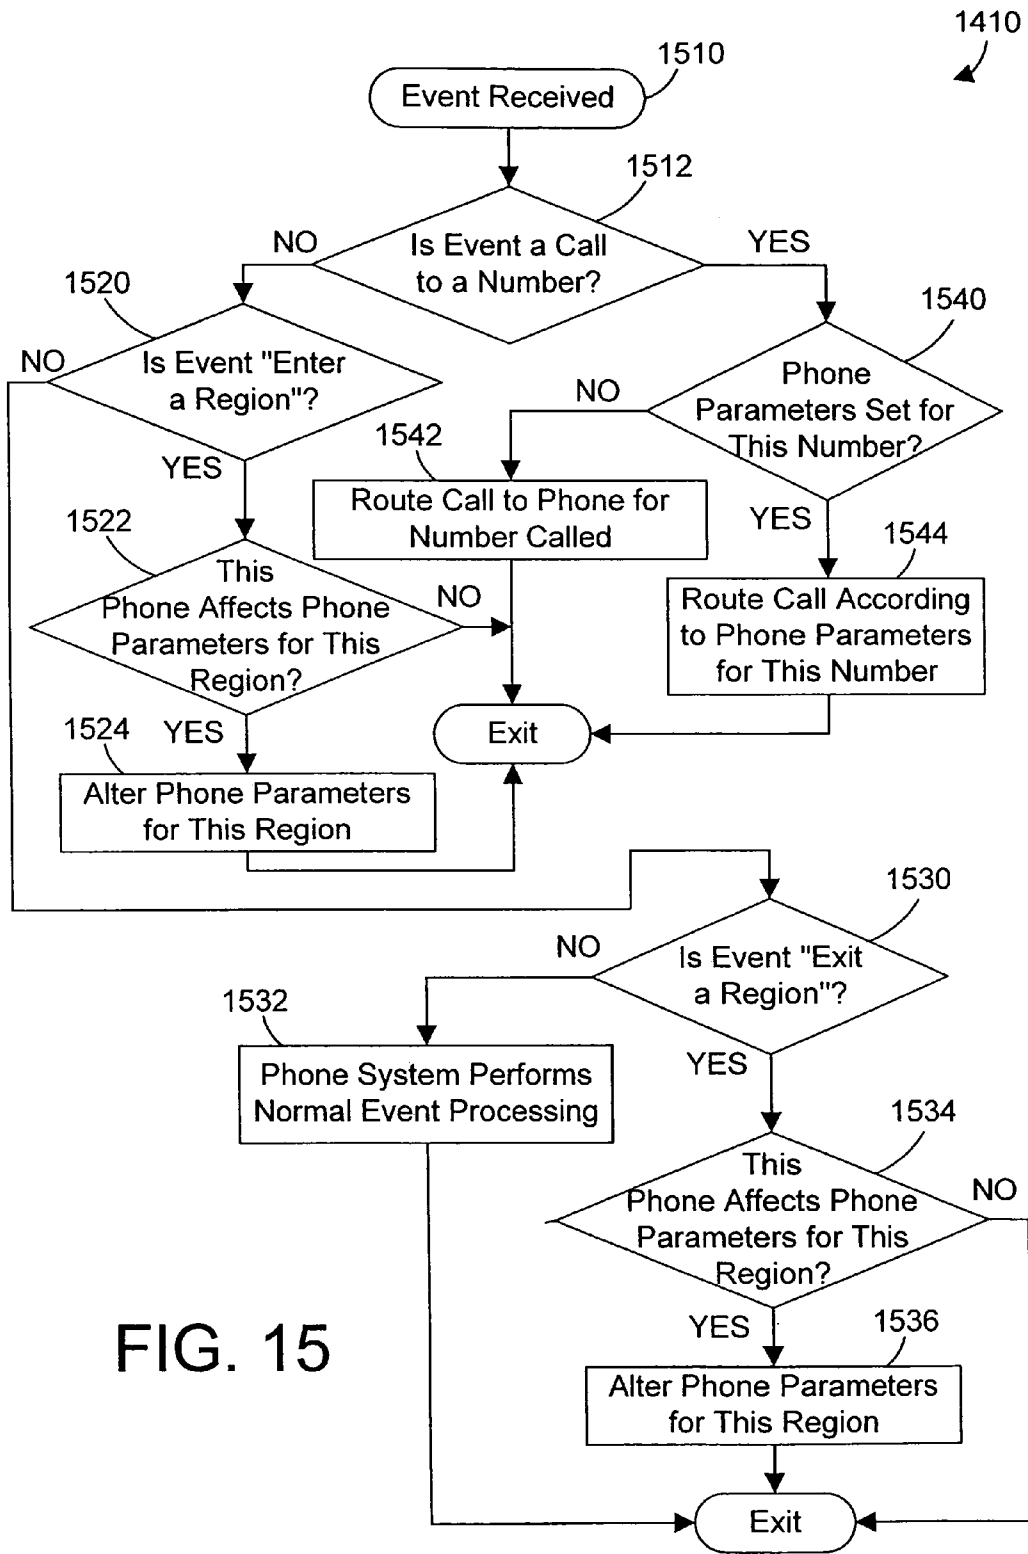 1410
1510
Event Received
1512
Is Event a Call
to a Number?
NO
YES
1520
Is Event "Enter
a Region"?
NO
YES
1540
Phone
Parameters Set for
This Number?
NO
YES
1542
Route Call to Phone for
Number Called
1522
This
Phone Affects Phone
Parameters for This
Region?
NO
YES
1544
Route Call According
to Phone Parameters
for This Number
1524
Alter Phone Parameters
for This Region
Exit
1530
Is Event "Exit
a Region"?
NO
YES
1532
Phone System Performs
Normal Event Processing
1534
This
Phone Affects Phone
Parameters for This
Region?
NO
YES
1536
Alter Phone Parameters
for This Region
Exit
FIG. 15